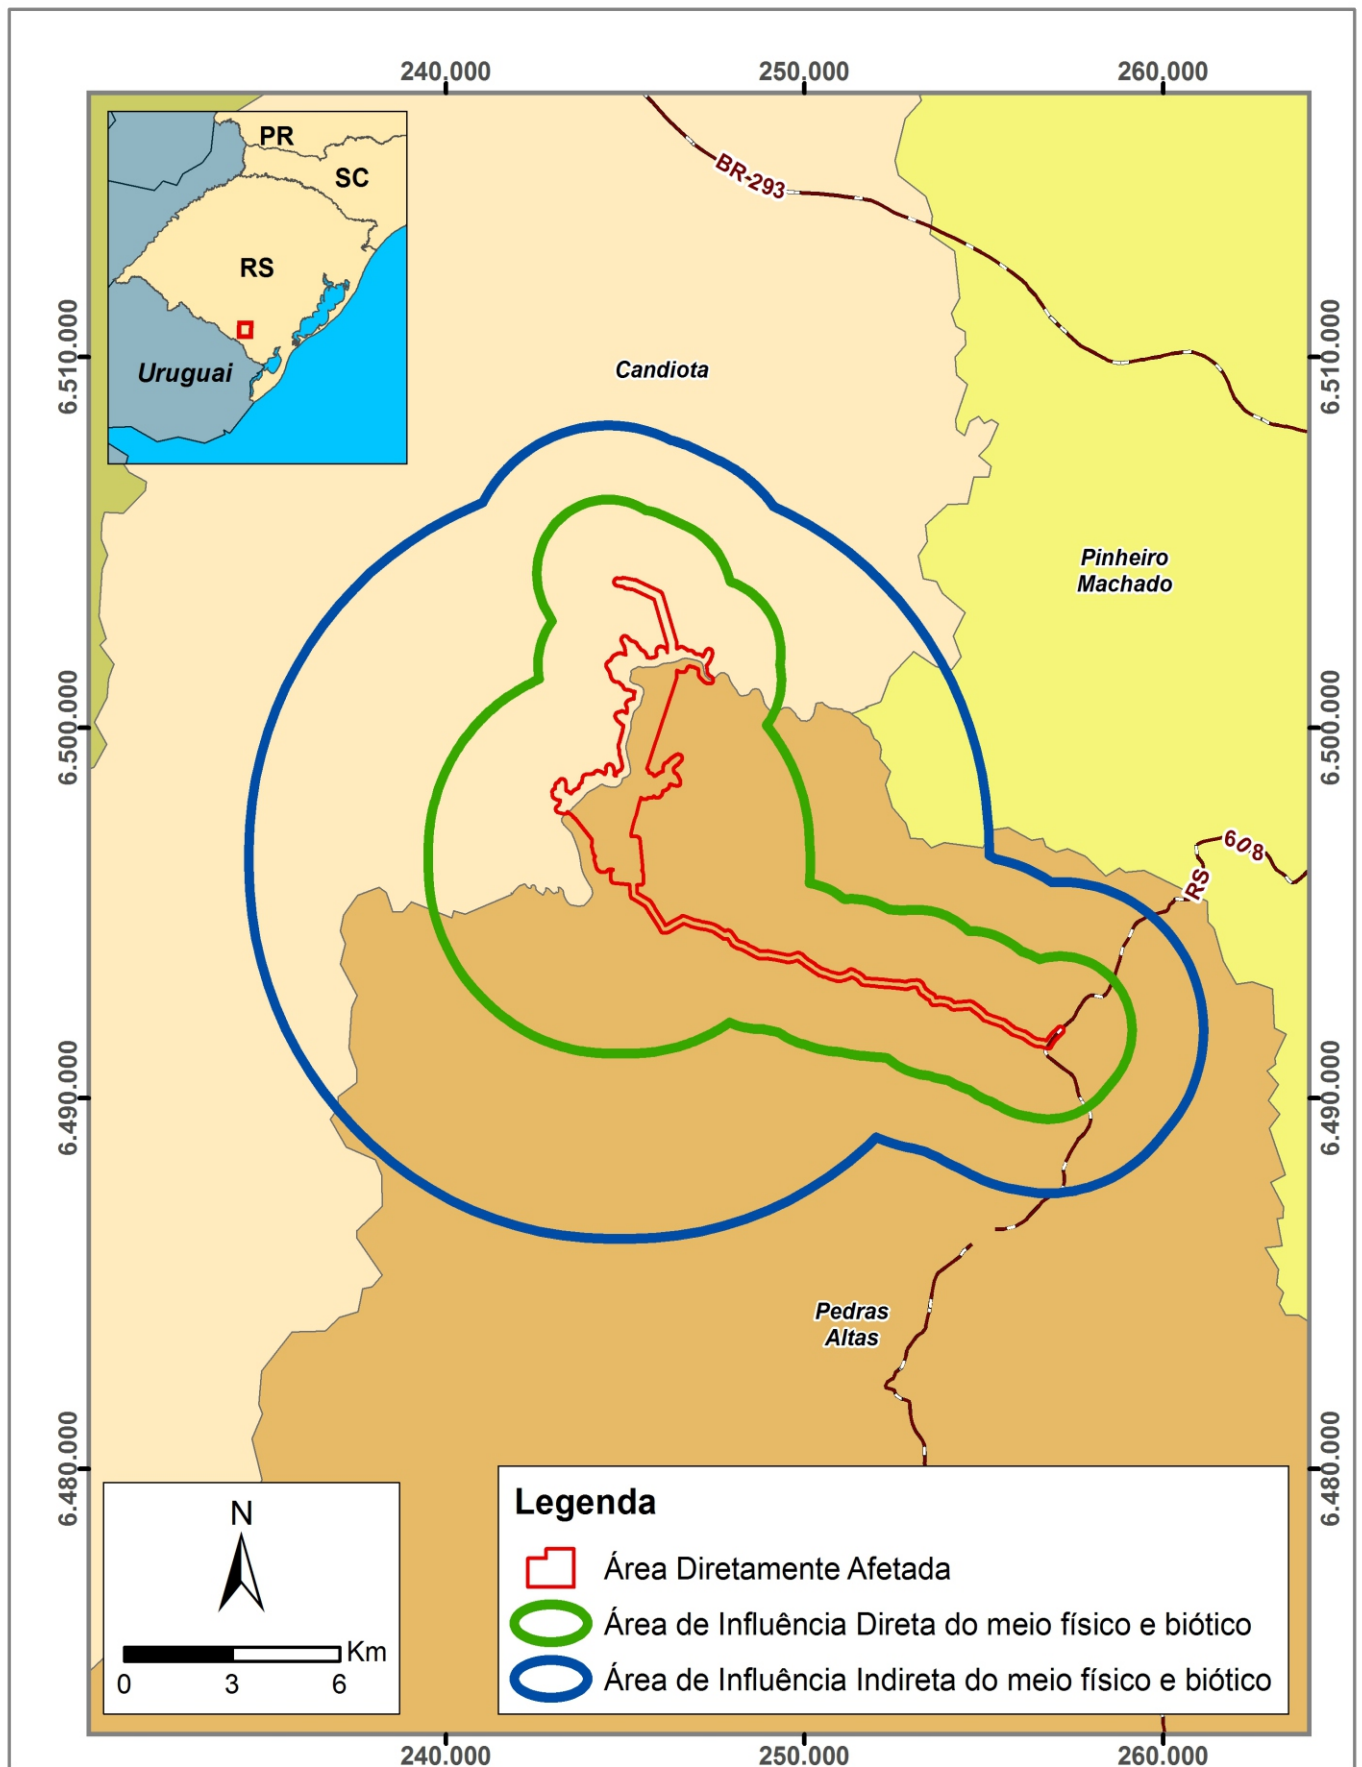 240.000
250.000
260.000
PR
SC
RS
Uruguai
BR-293
6.510.000
6.510.000
Candiota
Pinheiro
Machado
6.500.000
6.500.000
608
RS
6.490.000
6.490.000
Pedras
Altas
6.480.000
6.480.000
N
Km
0
3
6
Legenda
Área Diretamente Afetada
Área de Influência Direta do meio físico e biótico
Área de Influência Indireta do meio físico e biótico
240.000
250.000
260.000